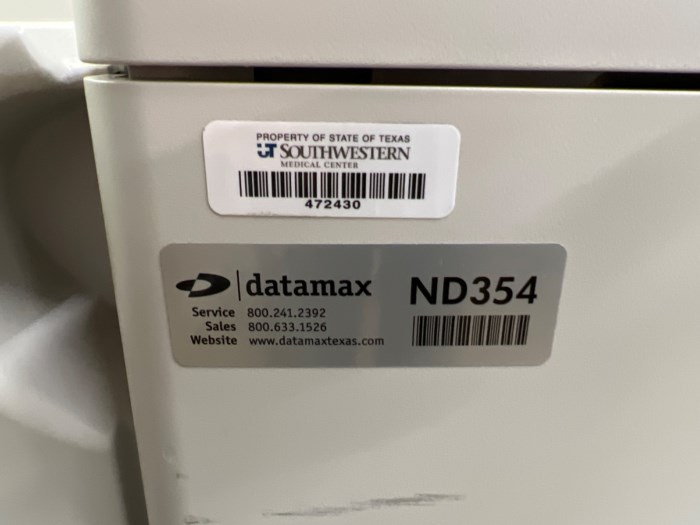 PROPERTY OF STATE OF TEXAS
UT SOUTHWESTERN
MEDICAL CENTER
472430
datamax
ND354
Service 800.241.2392
Sales 800.633.1526
Website www.datamaxtexas.com